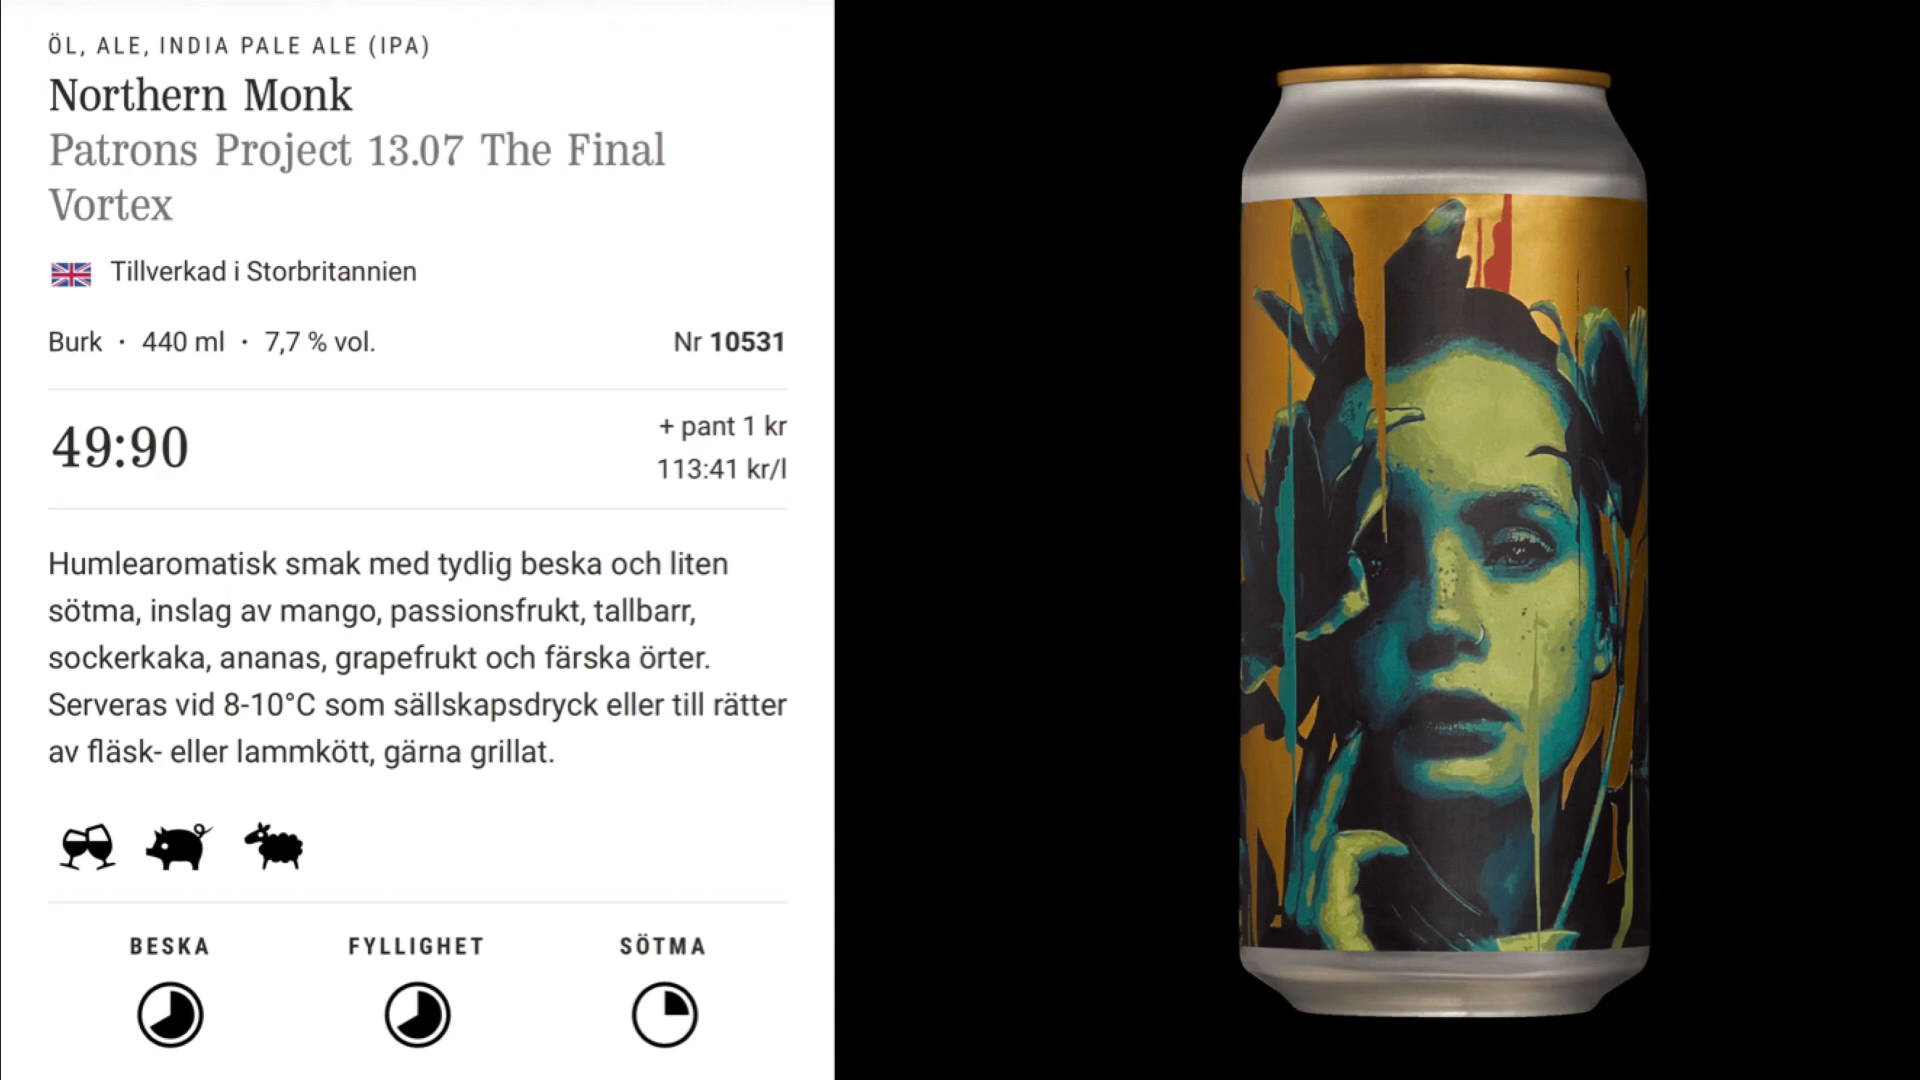 ÖL, ALE, INDIA PALE ALE (IPA)
Northern Monk
Patrons Project 13.07 The Final
Vortex
Tillverkad i Storbritannien
Burk · 440 ml · 7,7 % vol.
Nr 10531
49:90
+ pant 1 kr
113:41 kr/l
Humlearomatisk smak med tydlig beska och liten
sötma, inslag av mango, passionsfrukt, tallbarr,
sockerkaka, ananas, grapefrukt och färska örter.
Serveras vid 8-10°C som sällskapsdryck eller till rätter
av fläsk- eller lammkött, gärna grillat.
BESKA
FYLLIGHET
SÖTMA